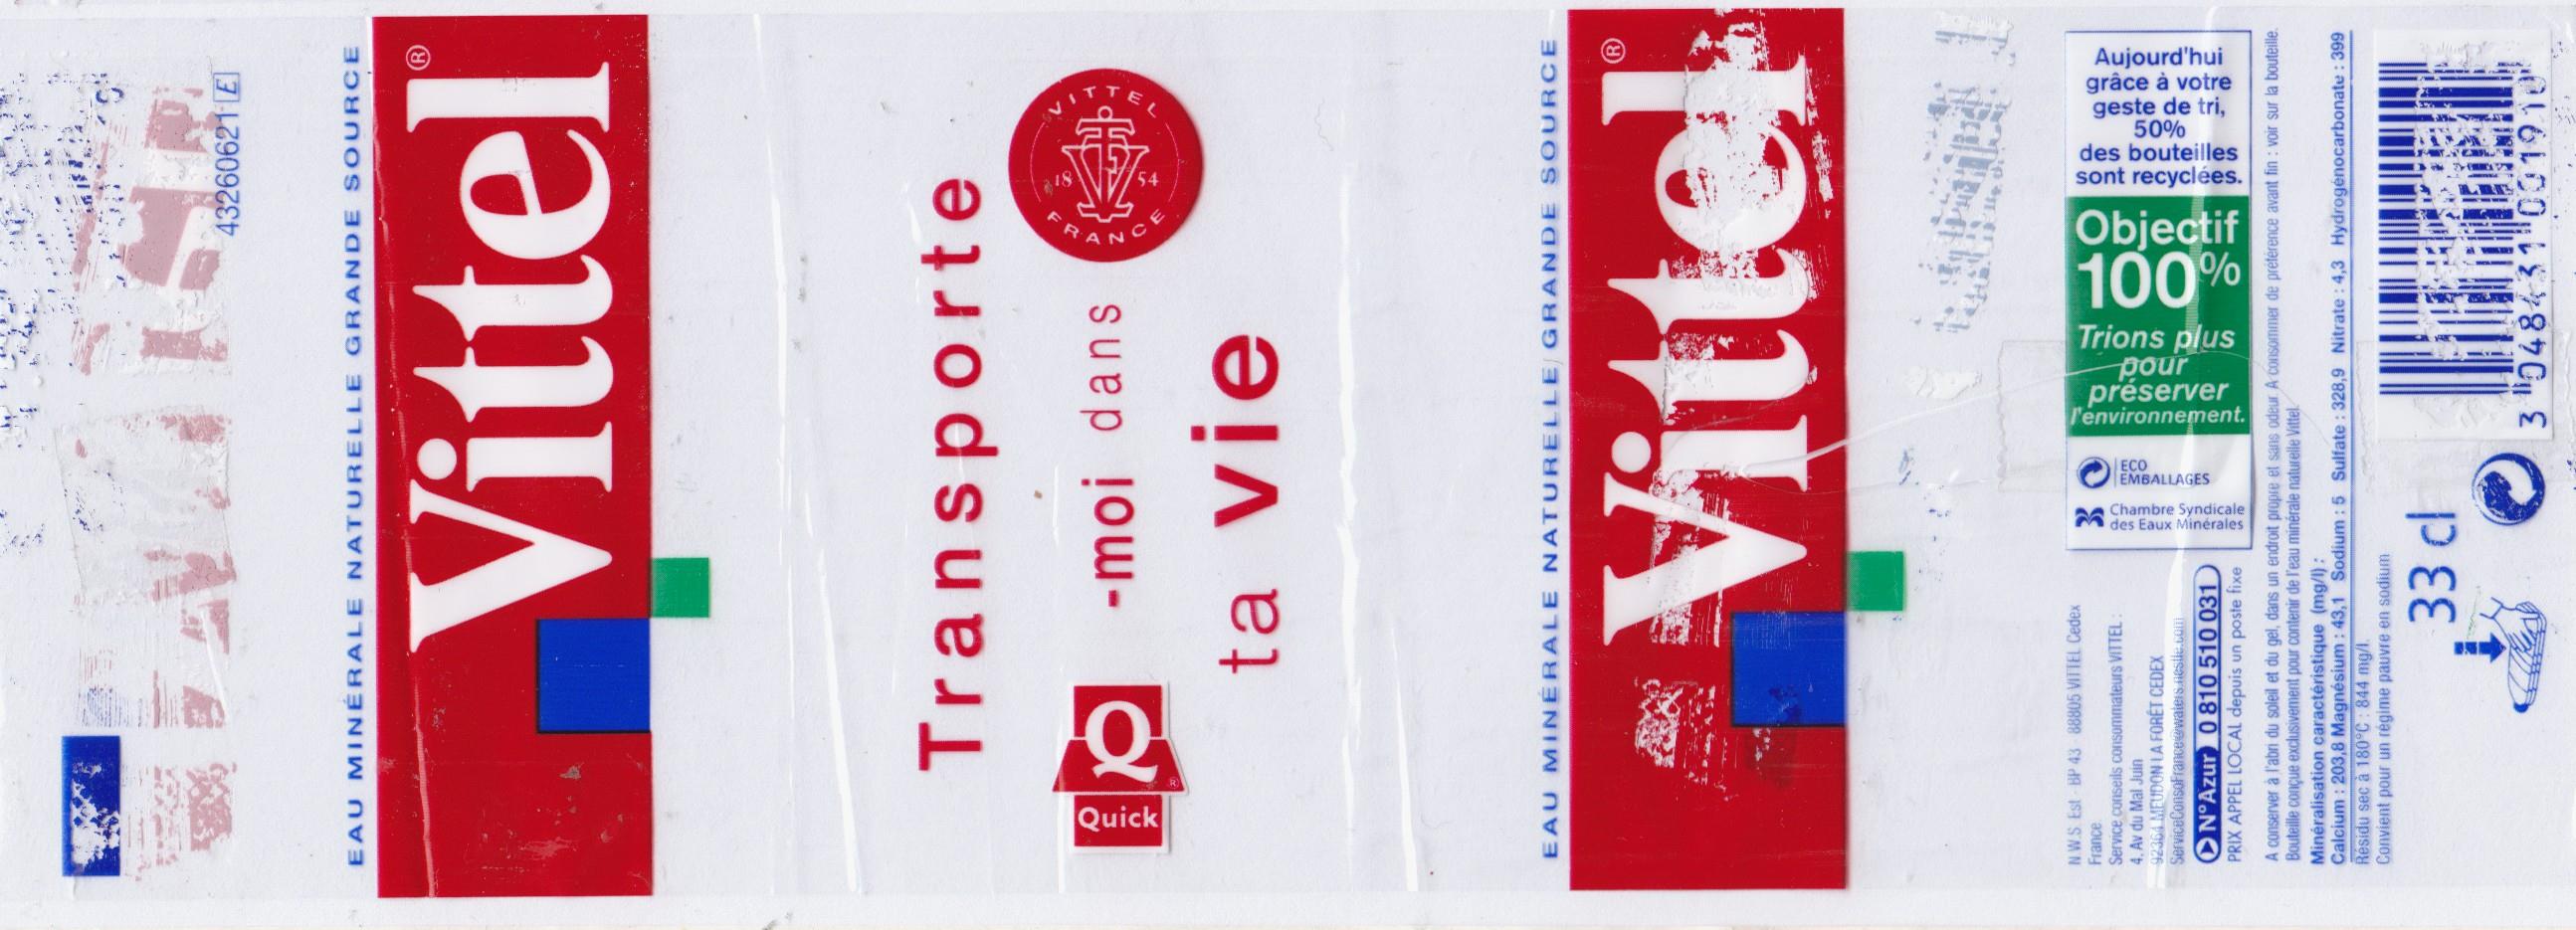 43260621 E
EAU MINÉRALE NATURELLE GRANDE SOURCE
Vittel®
Transporte
-moi dans
ta vie
VITTEL
18 54
FRANCE
Q®
Quick
EAU MINÉRALE NATURELLE GRANDE SOURCE
Vittel®
Aujourd'hui
grâce à votre
geste de tri,
50%
des bouteilles
sont recyclées.
Objectif
100%
Trions plus
pour
préserver
l'environnement.
ECO
EMBALLAGES
Chambre Syndicale
des Eaux Minérales
N.W.S. Est - BP 43 88805 VITTEL Cedex
France.
Service conseils consommateurs VITTEL :
4, Av du Mal Juin
92364 MEUDON LA FORÊT CEDEX
ServiceConsoFrance@waters.nestle.com
N°Azur 0 810 510 031
PRIX APPEL LOCAL depuis un poste fixe
A conserver à l'abri du soleil et du gel, dans un endroit propre et sans odeur. A consommer de préférence avant fin : voir sur la bouteille.
Bouteille conçue exclusivement pour contenir de l'eau minérale naturelle Vittel.
Minéralisation caractéristique (mg/l) :
Calcium : 203,8 Magnésium : 43,1 Sodium : 5 Sulfate : 328,9 Nitrate : 4,3 Hydrogénocarbonate : 399
Résidu sec à 180°C : 844 mg/l.
Convient pour un régime pauvre en sodium
33 cl
3 048431 001910